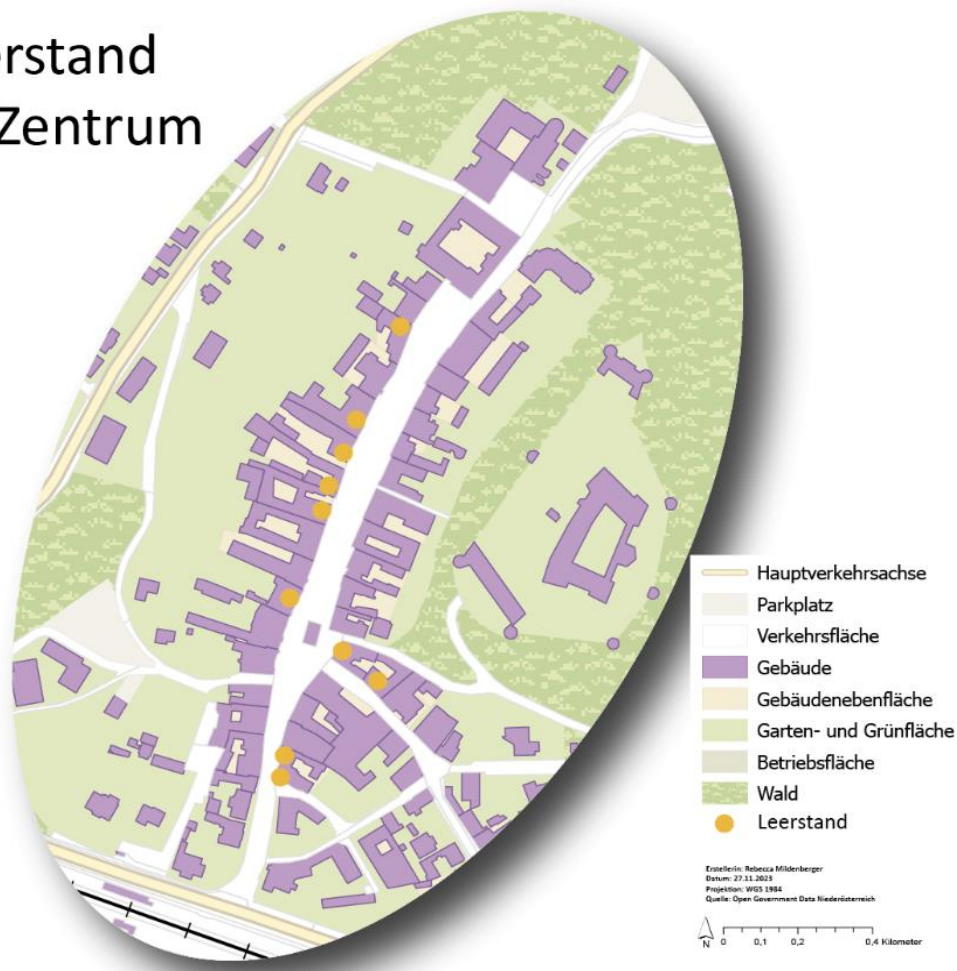 erstand
Zentrum
Hauptverkehrsachse
Parkplatz
Verkehrsfläche
Gebäude
Gebäudenebenfläche
Garten- und Grünfläche
Betriebsfläche
Wald
Leerstand
Erstellerin: Rebecca Mildenberger
Datum: 27.11.2023
Projektion: WGS 1984
Quelle: Open Government Data Niederösterreich
N 0 0,1 0,2 0,4 Kilometer